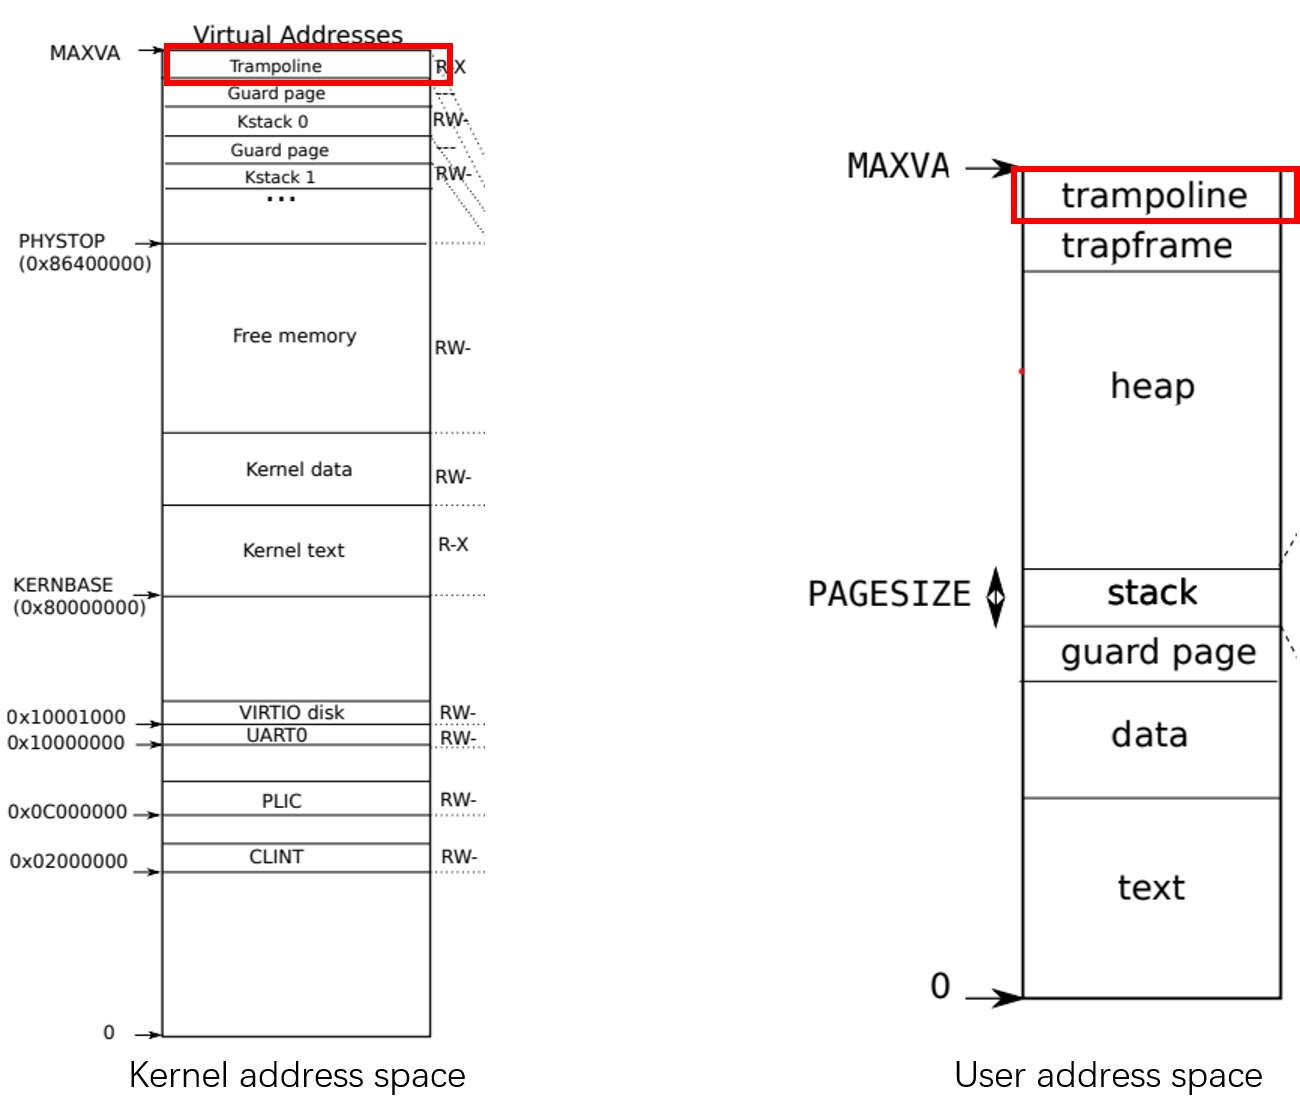 Virtual Addresses
MAXVA
Trampoline
R-X
Guard page
---
Kstack 0
RW-
Guard page
---
Kstack 1
RW-
...
PHYSTOP
(0x86400000)
Free memory
RW-
Kernel data
RW-
Kernel text
R-X
KERNBASE
(0x80000000)
VIRTIO disk
RW-
0x10001000
UART0
RW-
0x10000000
PLIC
RW-
0x0C000000
CLINT
RW-
0x02000000
0
Kernel address space
MAXVA
trampoline
trapframe
heap
PAGESIZE
stack
guard page
data
text
0
User address space